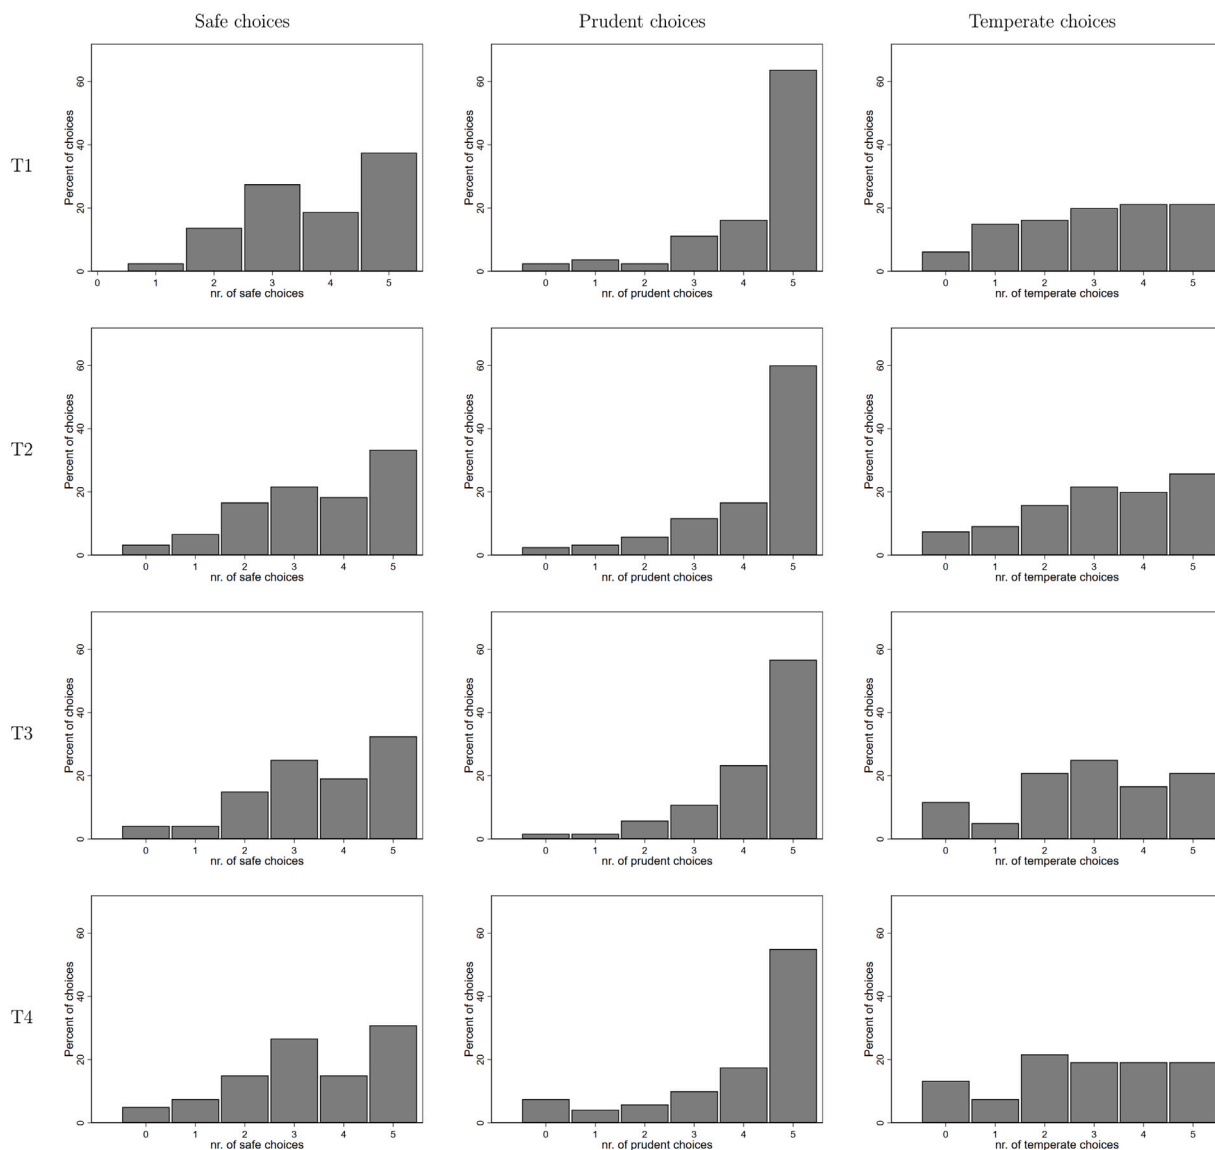 Safe choices Prudent choices Temperate choices
T1
Percent of choices
60
40
20
0
0 1 2 3 4 5
nr. of safe choices
Percent of choices
60
40
20
0
0 1 2 3 4 5
nr. of prudent choices
Percent of choices
60
40
20
0
0 1 2 3 4 5
nr. of temperate choices
T2
Percent of choices
60
40
20
0
0 1 2 3 4 5
nr. of safe choices
Percent of choices
60
40
20
0
0 1 2 3 4 5
nr. of prudent choices
Percent of choices
60
40
20
0
0 1 2 3 4 5
nr. of temperate choices
T3
Percent of choices
60
40
20
0
0 1 2 3 4 5
nr. of safe choices
Percent of choices
60
40
20
0
0 1 2 3 4 5
nr. of prudent choices
Percent of choices
60
40
20
0
0 1 2 3 4 5
nr. of temperate choices
T4
Percent of choices
60
40
20
0
0 1 2 3 4 5
nr. of safe choices
Percent of choices
60
40
20
0
0 1 2 3 4 5
nr. of prudent choices
Percent of choices
60
40
20
0
0 1 2 3 4 5
nr. of temperate choices